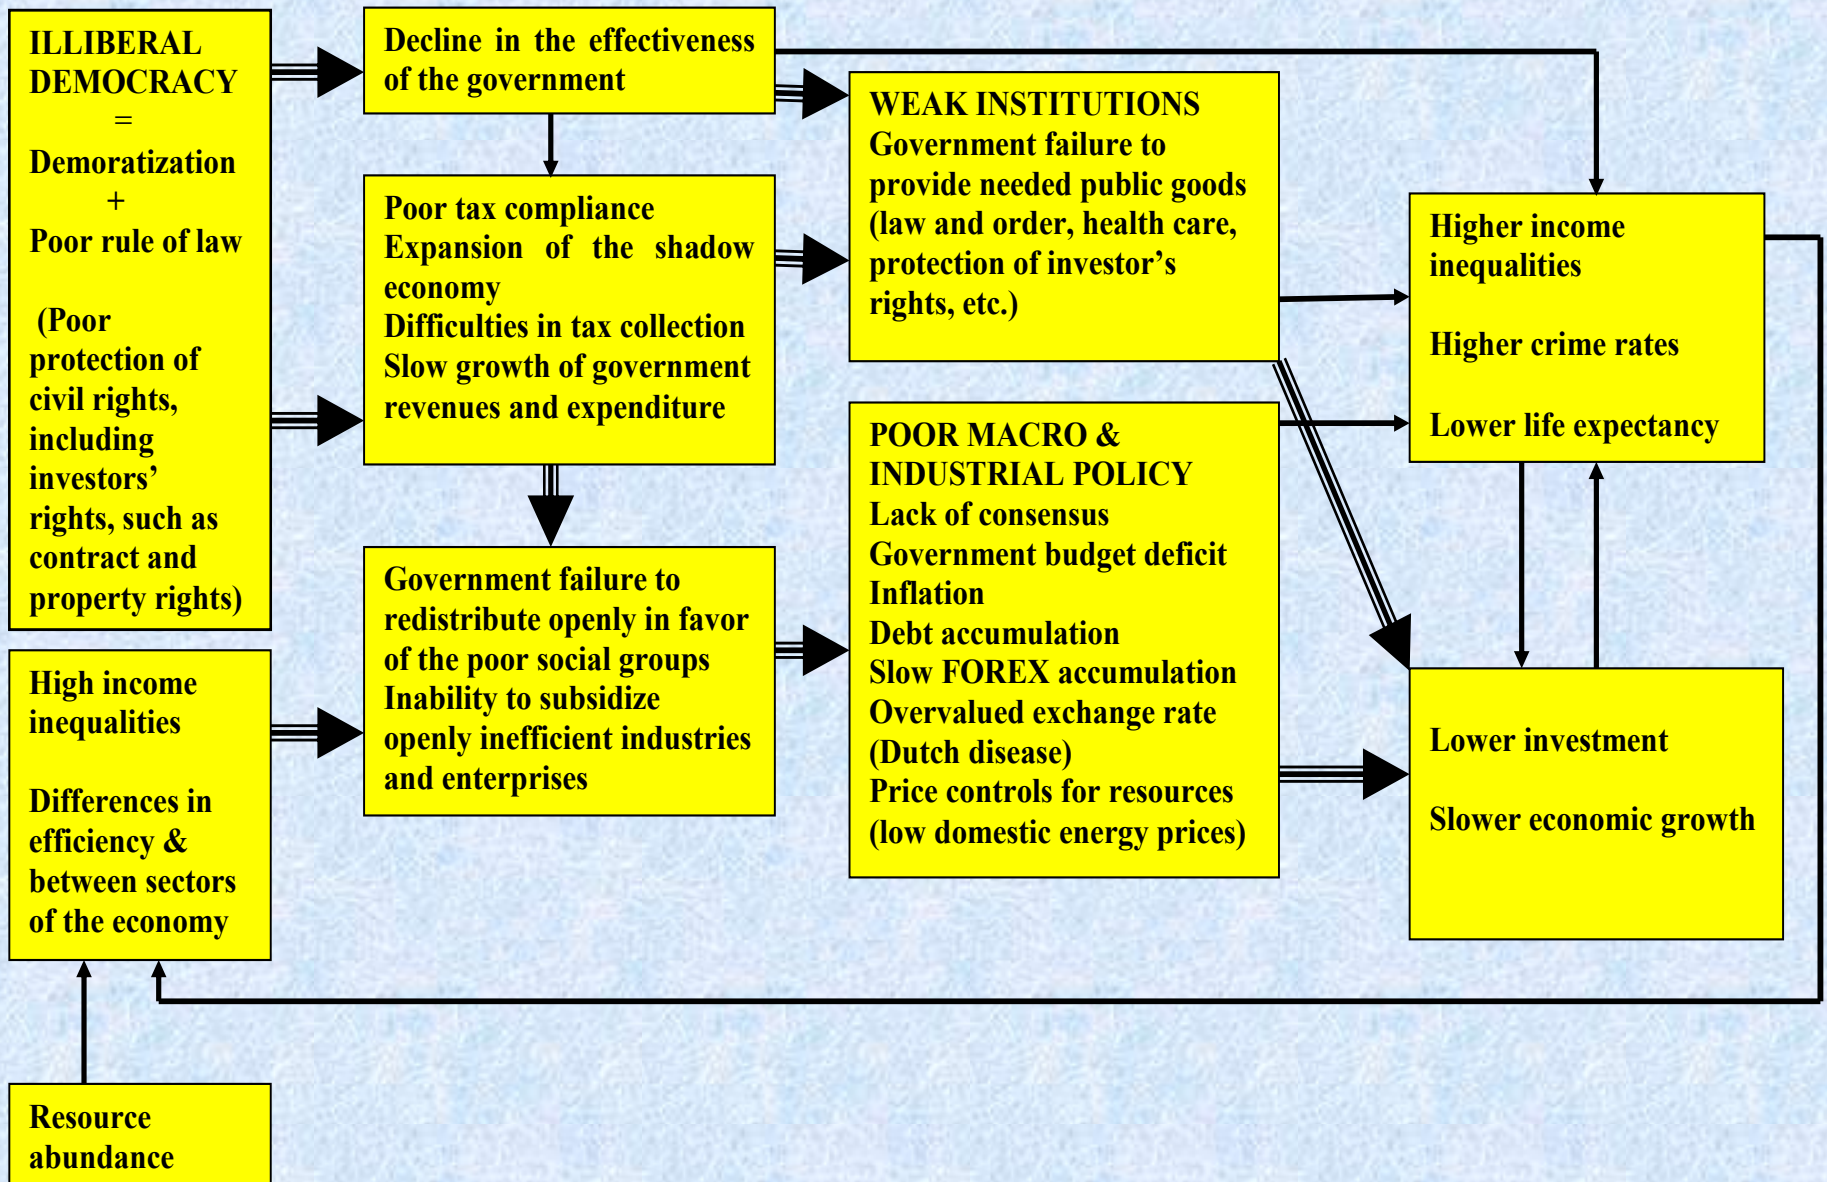 ILLIBERAL
DEMOCRACY
=
Demoratization
+
Poor rule of law
(Poor
protection of
civil rights,
including
investors’
rights, such as
contract and
property rights)
High income
inequalities
Differences in
efficiency &
between sectors
of the economy
Resource
abundance
Decline in the effectiveness
of the government
Poor tax compliance
Expansion of the shadow
economy
Difficulties in tax collection
Slow growth of government
revenues and expenditure
Government failure to
redistribute openly in favor
of the poor social groups
Inability to subsidize
openly inefficient industries
and enterprises
WEAK INSTITUTIONS
Government failure to
provide needed public goods
(law and order, health care,
protection of investor’s
rights, etc.)
POOR MACRO &
INDUSTRIAL POLICY
Lack of consensus
Government budget deficit
Inflation
Debt accumulation
Slow FOREX accumulation
Overvalued exchange rate
(Dutch disease)
Price controls for resources
(low domestic energy prices)
Higher income
inequalities
Higher crime rates
Lower life expectancy
Lower investment
Slower economic growth